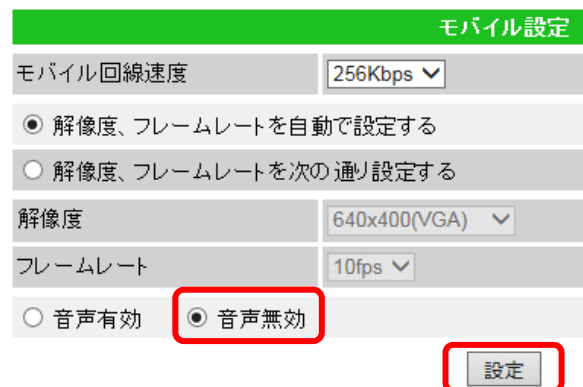 モバイル設定
モバイル回線速度 256Kbps
解像度、フレームレートを自動で設定する
解像度、フレームレートを次の通り設定する
解像度 640x400(VGA)
フレームレート 10fps
音声有効 音声無効
設定